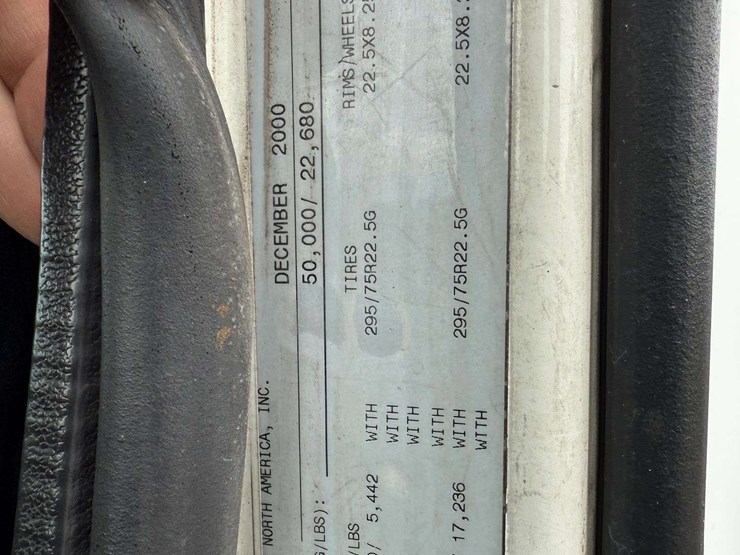 NORTH AMERICA, INC.
DECEMBER 2000
/LBS): 50,000/ 22,680
/LBS TIRES RIMS/WHEELS
/ 5,442 WITH 295/75R22.5G 22.5X8.25
WITH
WITH
WITH
17,236 WITH 295/75R22.5G 22.5X8.
WITH